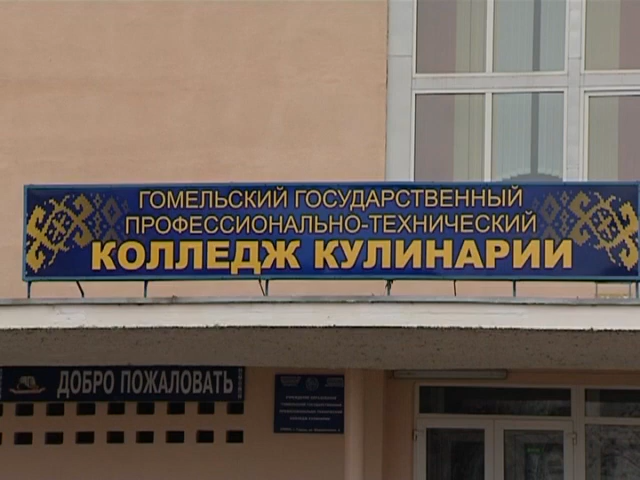 ГОМЕЛЬСКИЙ ГОСУДАРСТВЕННЫЙ
ПРОФЕССИОНАЛЬНО-ТЕХНИЧЕСКИЙ
КОЛЛЕДЖ КУЛИНАРИИ
ДОБРО ПОЖАЛОВАТЬ